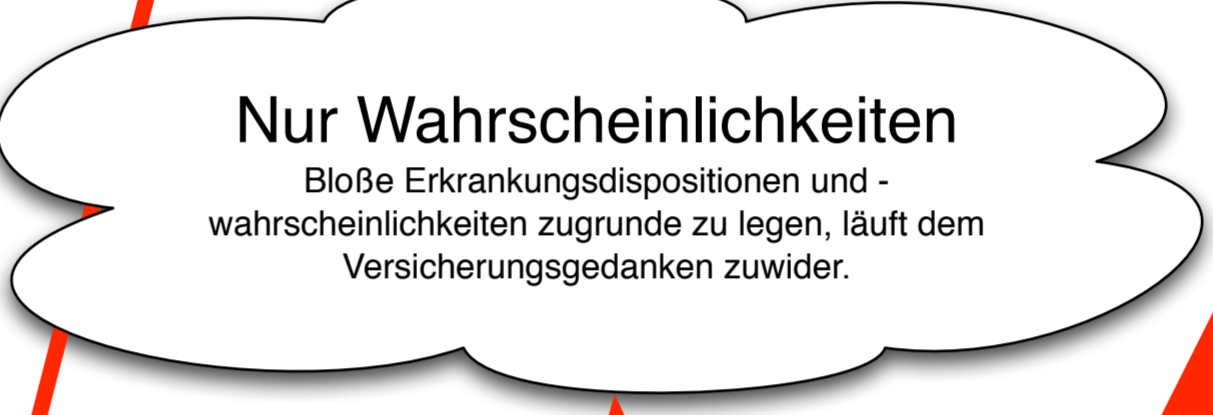 Nur Wahrscheinlichkeiten
Bloße Erkrankungsdispositionen und -
wahrscheinlichkeiten zugrunde zu legen, läuft dem
Versicherungsgedanken zuwider.